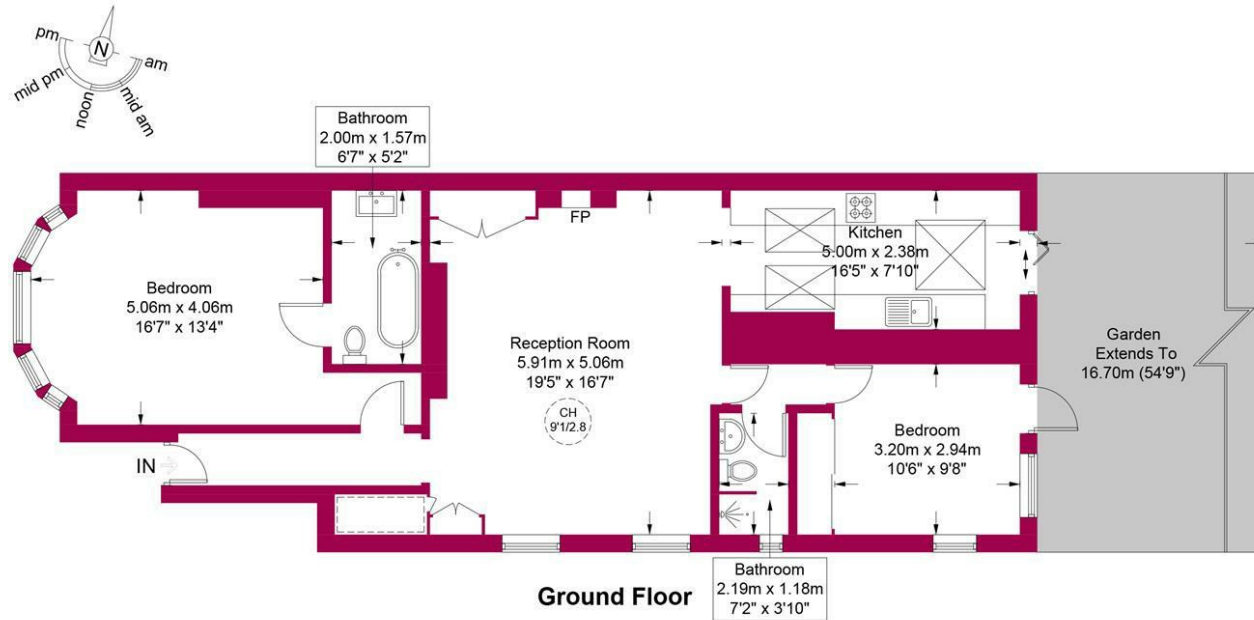 N
pm
am
mid pm
mid am
noon
Bathroom
2.00m x 1.57m
6'7" x 5'2"
FP
Kitchen
5.00m x 2.38m
16'5" x 7'10"
Bedroom
5.06m x 4.06m
16'7" x 13'4"
Reception Room
5.91m x 5.06m
19'5" x 16'7"
CH
9'1/2.8
Garden
Extends To
16.70m (54'9")
Bedroom
3.20m x 2.94m
10'6" x 9'8"
IN
Bathroom
2.19m x 1.18m
7'2" x 3'10"
Ground Floor